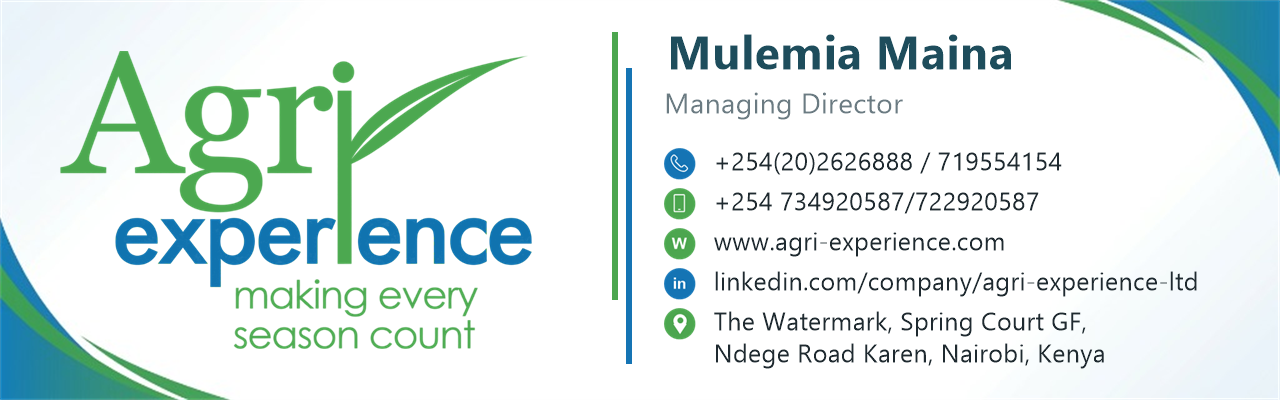 Agri
experience
making every
season count
Mulemia Maina
Managing Director
+254(20)2626888 / 719554154
+254 734920587/722920587
W www.agri-experience.com
in linkedin.com/company/agri-experience-ltd
The Watermark, Spring Court GF,
Ndege Road Karen, Nairobi, Kenya